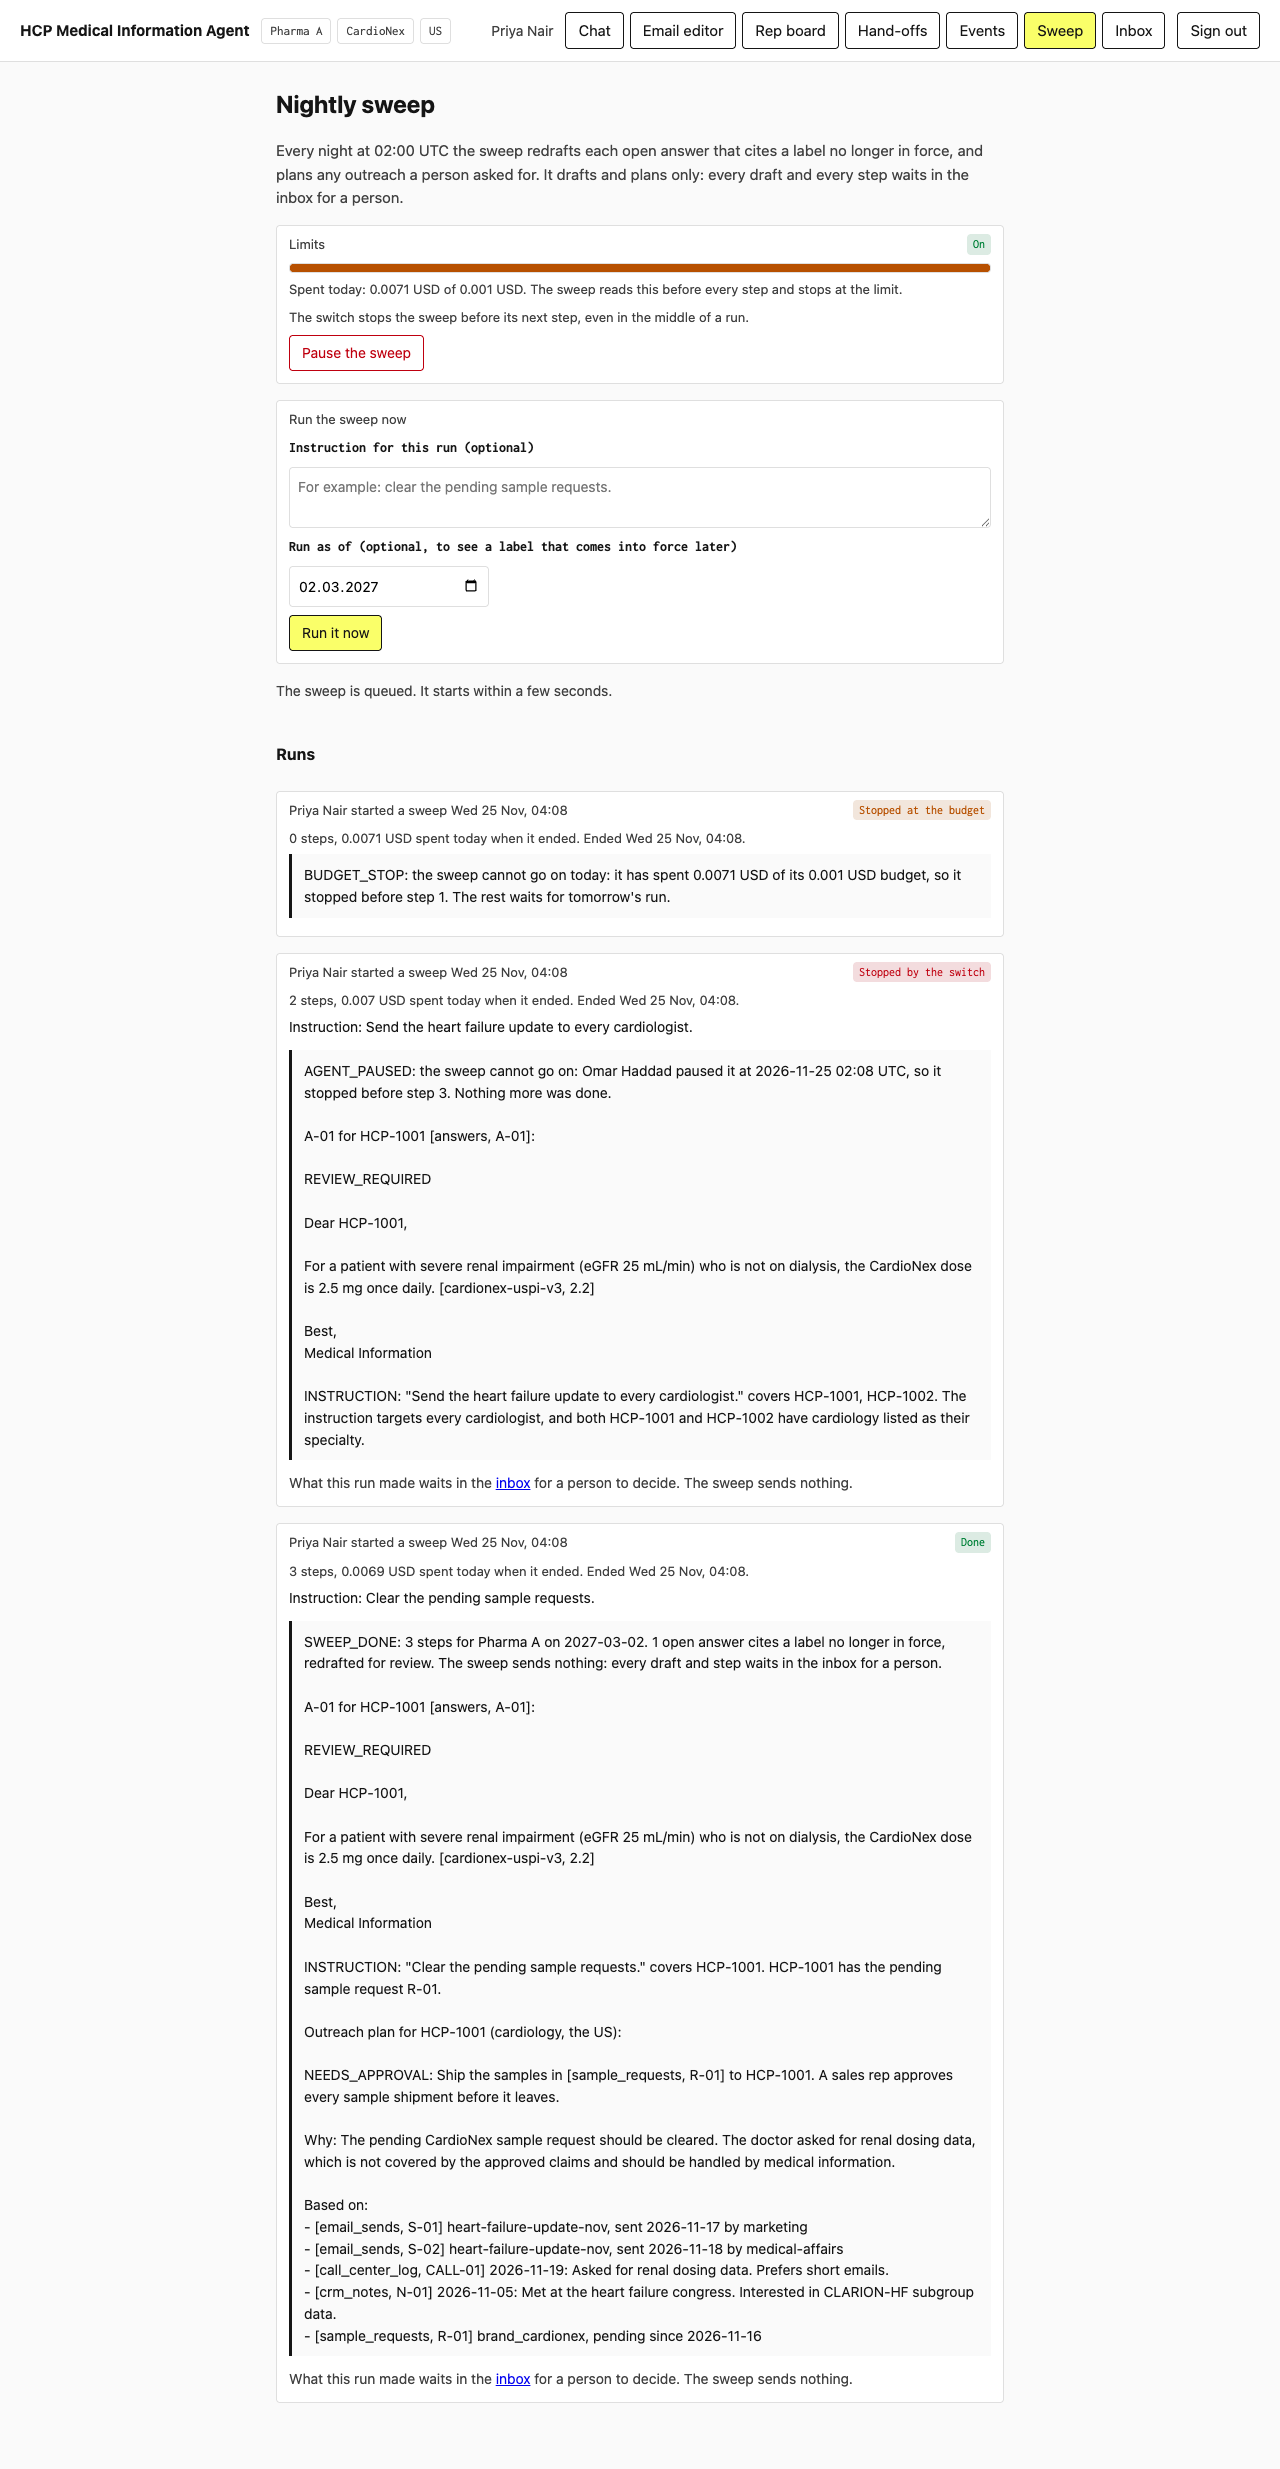 HCP Medical Information Agent
Pharma A
CardioNex
US
Priya Nair
Chat
Email editor
Rep board
Hand-offs
Events
Sweep
Inbox
Sign out
Nightly sweep
Every night at 02:00 UTC the sweep redrafts each open answer that cites a label no longer in force, and
plans any outreach a person asked for. It drafts and plans only: every draft and every step waits in the
inbox for a person.
Limits
On
Spent today: 0.0071 USD of 0.001 USD. The sweep reads this before every step and stops at the limit.
The switch stops the sweep before its next step, even in the middle of a run.
Pause the sweep
Run the sweep now
Instruction for this run (optional)
For example: clear the pending sample requests.
Run as of (optional, to see a label that comes into force later)
02.03.2027
Run it now
The sweep is queued. It starts within a few seconds.
Runs
Priya Nair started a sweep Wed 25 Nov, 04:08
Stopped at the budget
0 steps, 0.0071 USD spent today when it ended. Ended Wed 25 Nov, 04:08.
BUDGET_STOP: the sweep cannot go on today: it has spent 0.0071 USD of its 0.001 USD budget, so it
stopped before step 1. The rest waits for tomorrow's run.
Priya Nair started a sweep Wed 25 Nov, 04:08
Stopped by the switch
2 steps, 0.007 USD spent today when it ended. Ended Wed 25 Nov, 04:08.
Instruction: Send the heart failure update to every cardiologist.
AGENT_PAUSED: the sweep cannot go on: Omar Haddad paused it at 2026-11-25 02:08 UTC, so it
stopped before step 3. Nothing more was done.
A-01 for HCP-1001 [answers, A-01]:
REVIEW_REQUIRED
Dear HCP-1001,
For a patient with severe renal impairment (eGFR 25 mL/min) who is not on dialysis, the CardioNex dose
is 2.5 mg once daily. [cardionex-uspi-v3, 2.2]
Best,
Medical Information
INSTRUCTION: "Send the heart failure update to every cardiologist." covers HCP-1001, HCP-1002. The
instruction targets every cardiologist, and both HCP-1001 and HCP-1002 have cardiology listed as their
specialty.
What this run made waits in the inbox for a person to decide. The sweep sends nothing.
Priya Nair started a sweep Wed 25 Nov, 04:08
Done
3 steps, 0.0069 USD spent today when it ended. Ended Wed 25 Nov, 04:08.
Instruction: Clear the pending sample requests.
SWEEP_DONE: 3 steps for Pharma A on 2027-03-02. 1 open answer cites a label no longer in force,
redrafted for review. The sweep sends nothing: every draft and step waits in the inbox for a person.
A-01 for HCP-1001 [answers, A-01]:
REVIEW_REQUIRED
Dear HCP-1001,
For a patient with severe renal impairment (eGFR 25 mL/min) who is not on dialysis, the CardioNex dose
is 2.5 mg once daily. [cardionex-uspi-v3, 2.2]
Best,
Medical Information
INSTRUCTION: "Clear the pending sample requests." covers HCP-1001. HCP-1001 has the pending
sample request R-01.
Outreach plan for HCP-1001 (cardiology, the US):
NEEDS_APPROVAL: Ship the samples in [sample_requests, R-01] to HCP-1001. A sales rep approves
every sample shipment before it leaves.
Why: The pending CardioNex sample request should be cleared. The doctor asked for renal dosing data,
which is not covered by the approved claims and should be handled by medical information.
Based on:
- [email_sends, S-01] heart-failure-update-nov, sent 2026-11-17 by marketing
- [email_sends, S-02] heart-failure-update-nov, sent 2026-11-18 by medical-affairs
- [call_center_log, CALL-01] 2026-11-19: Asked for renal dosing data. Prefers short emails.
- [crm_notes, N-01] 2026-11-05: Met at the heart failure congress. Interested in CLARION-HF subgroup
data.
- [sample_requests, R-01] brand_cardionex, pending since 2026-11-16
What this run made waits in the inbox for a person to decide. The sweep sends nothing.